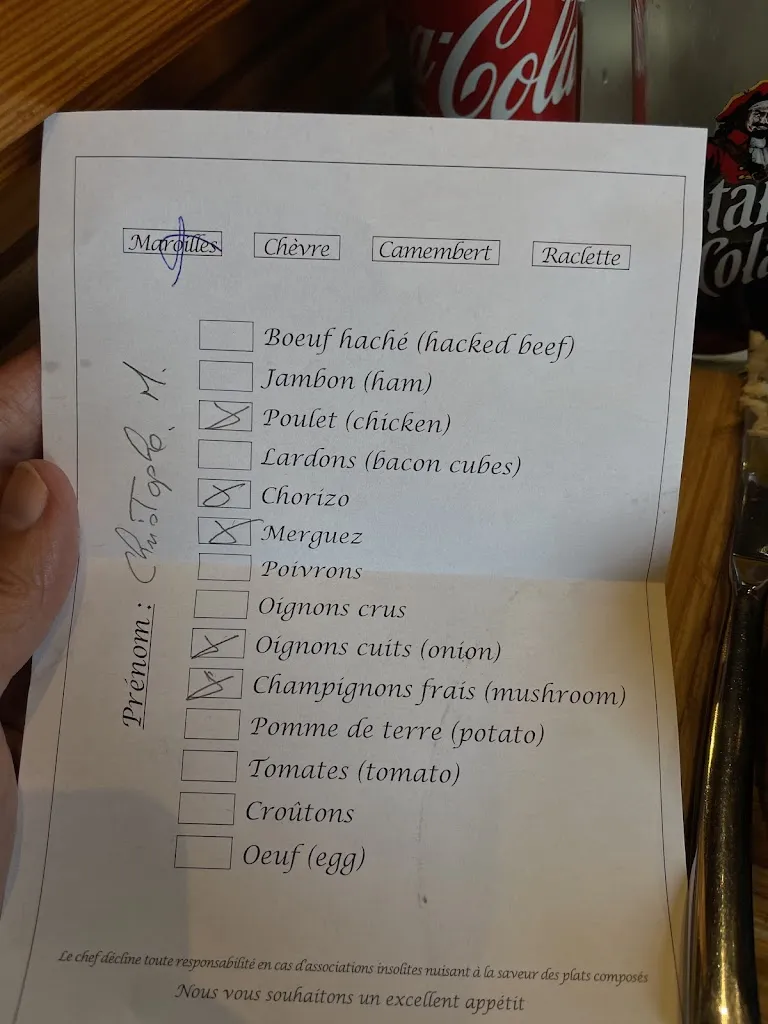 Coca-Cola
Maroilles Chèvre Camembert Raclette
Boeuf haché (hacked beef)
Jambon (ham)
Poulet (chicken)
Lardons (bacon cubes)
Chorizo
Merguez
Poivrons
Oignons crus
Oignons cuits (onion)
Champignons frais (mushroom)
Pomme de terre (potato)
Tomates (tomato)
Croûtons
Oeuf (egg)
Prénom : Christophe. M.
Le chef décline toute responsabilité en cas d'associations insolites nuisant à la saveur des plats composés
Nous vous souhaitons un excellent appétit